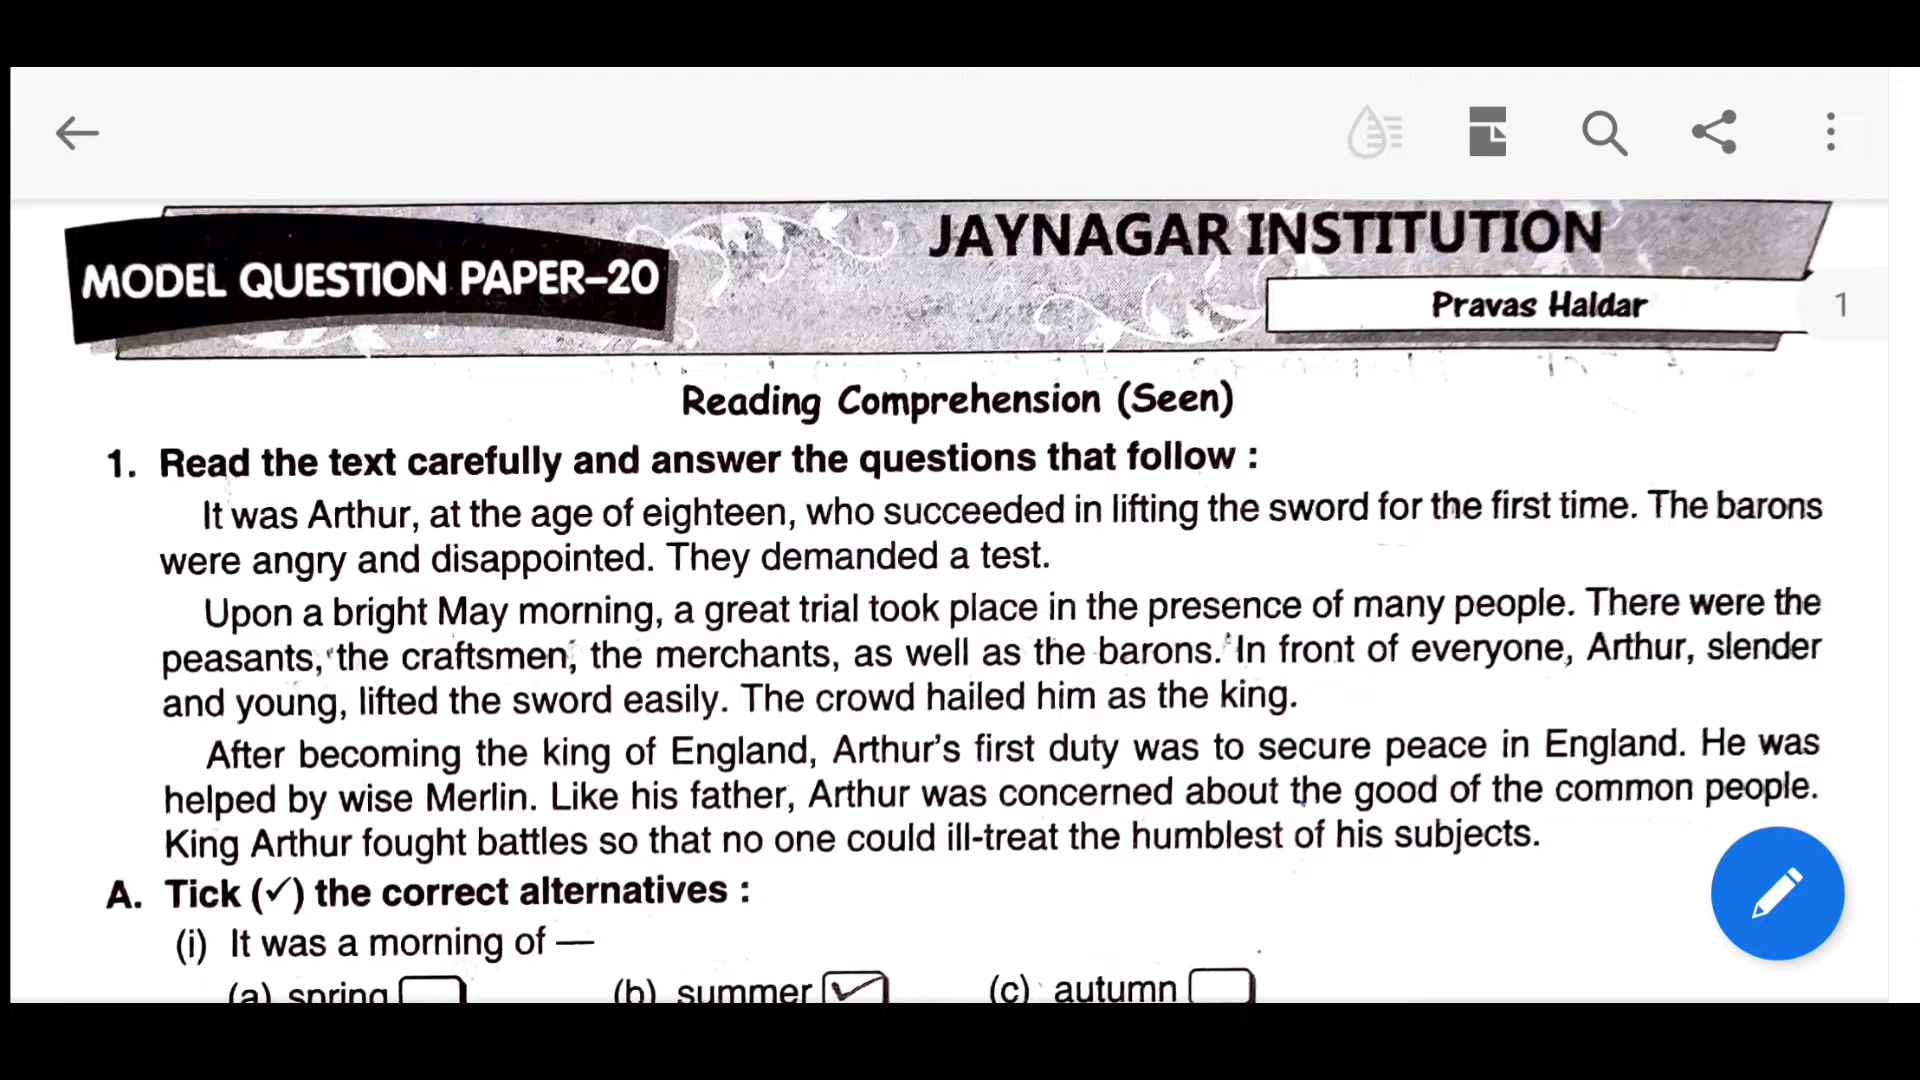 JAYNAGAR INSTITUTION
MODEL QUESTION PAPER–20
Pravas Haldar
1
Reading Comprehension (Seen)
1. Read the text carefully and answer the questions that follow :
It was Arthur, at the age of eighteen, who succeeded in lifting the sword for the first time. The barons
were angry and disappointed. They demanded a test.
Upon a bright May morning, a great trial took place in the presence of many people. There were the
peasants, the craftsmen, the merchants, as well as the barons. In front of everyone, Arthur, slender
and young, lifted the sword easily. The crowd hailed him as the king.
After becoming the king of England, Arthur's first duty was to secure peace in England. He was
helped by wise Merlin. Like his father, Arthur was concerned about the good of the common people.
King Arthur fought battles so that no one could ill-treat the humblest of his subjects.
A. Tick (✓) the correct alternatives :
(i) It was a morning of —
(a) spring (b) summer ✓ (c) autumn